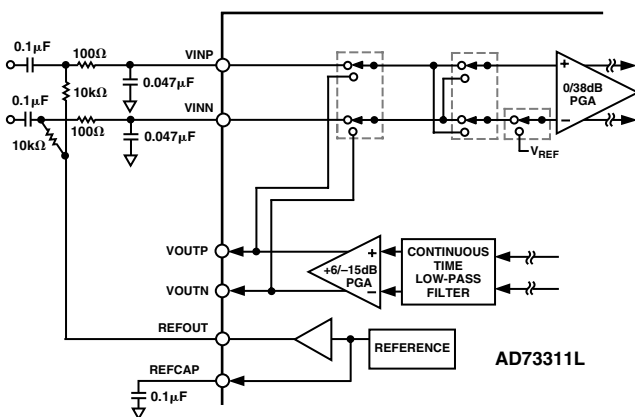 0.1µF
100Ω
VINP
0.047µF
10kΩ
0/38dB
PGA
0.1µF
VINN
100Ω
0.047µF
10kΩ
VREF
VOUTP
+6/–15dB
PGA
CONTINUOUS
TIME
LOW-PASS
FILTER
VOUTN
REFOUT
REFERENCE
AD73311L
REFCAP
0.1µF